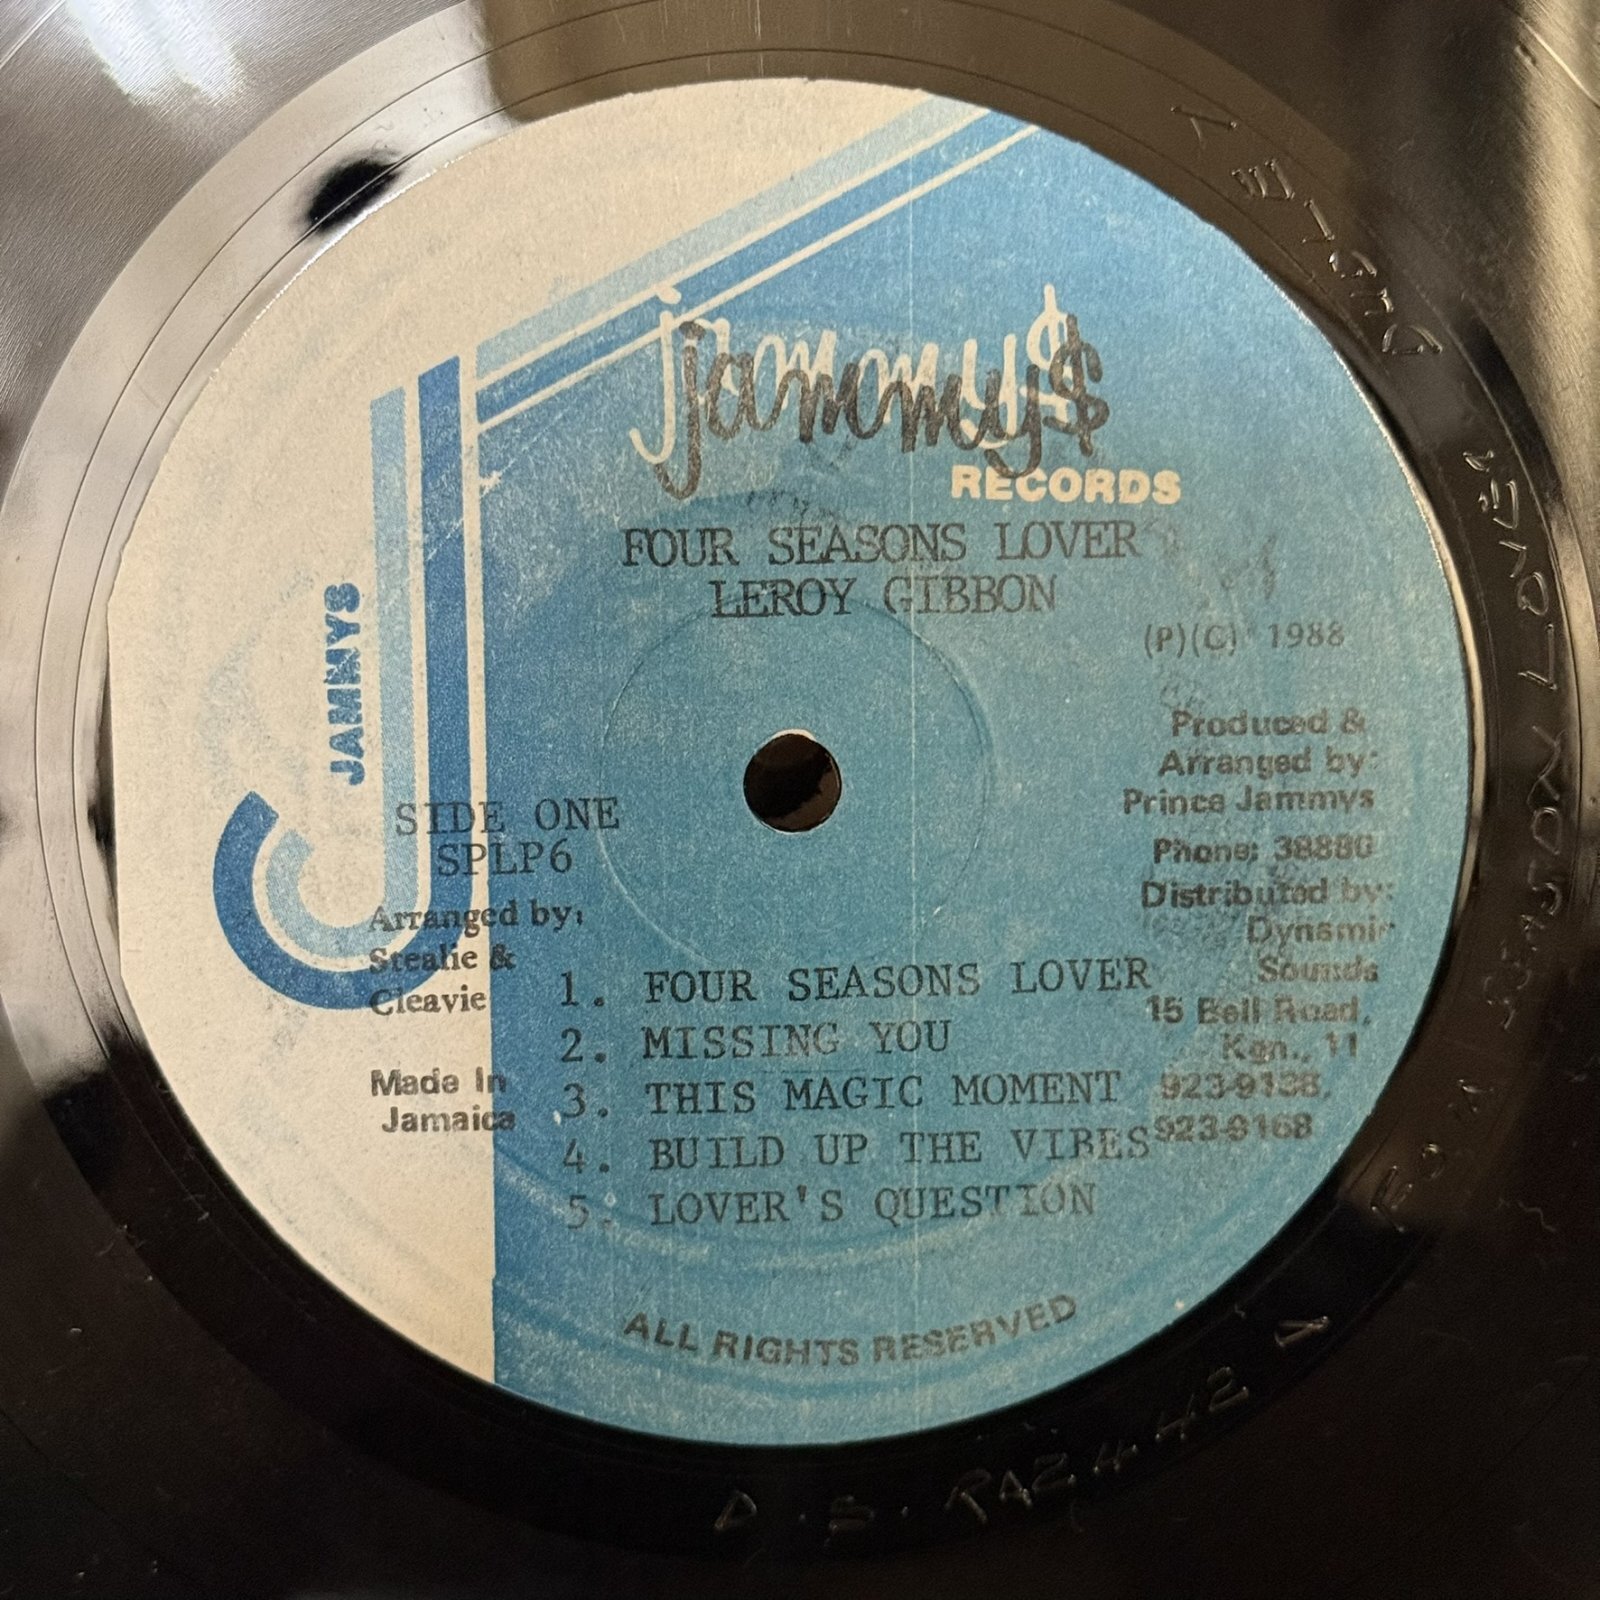 jammy$
jammy$
RECORDS
FOUR SEASONS LOVER
LEROY GIBBON
(P)(C) 1988
JAMMYS
Produced &
Arranged by:
Prince Jammys
Phone: 38880
Distributed by:
Dynamic
Sounds
15 Bell Road,
Kgn., 11
923-9138,
923-9168
SIDE ONE
SPLP6
Arranged by:
Stealie &
Cleavie
Made In
Jamaica
1. FOUR SEASONS LOVER
2. MISSING YOU
3. THIS MAGIC MOMENT
4. BUILD UP THE VIBES
5. LOVER'S QUESTION
ALL RIGHTS RESERVED